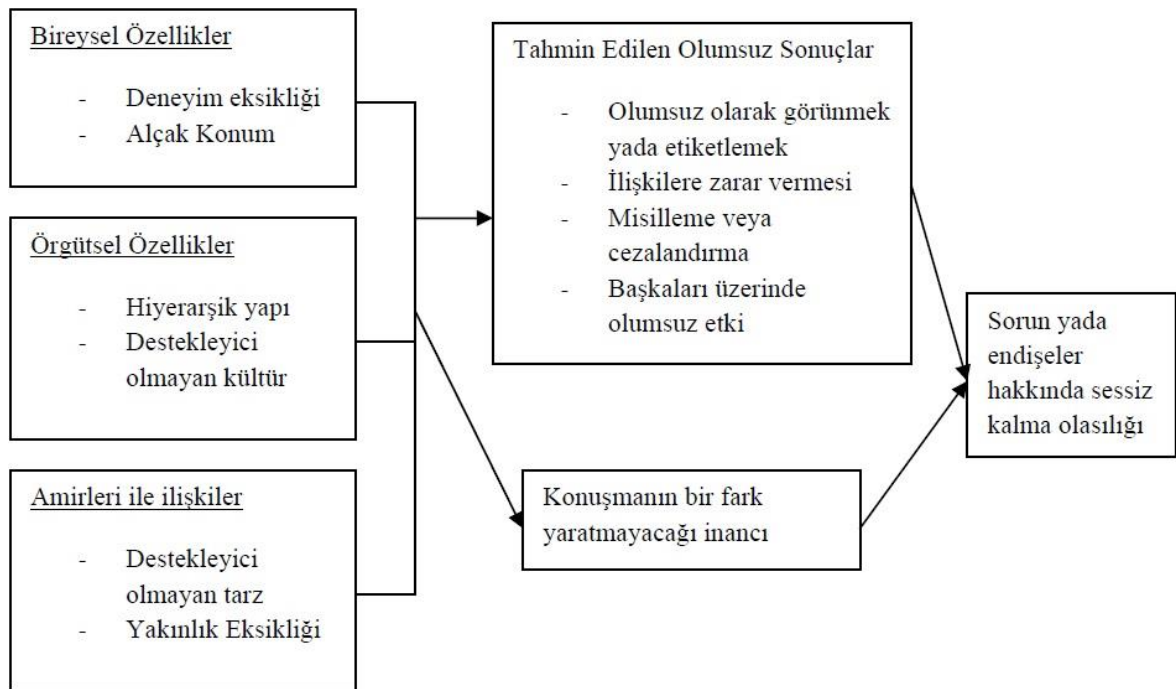 Bireysel Özellikler
- Deneyim eksikliği
- Alçak Konum
Örgütsel Özellikler
- Hiyerarşik yapı
- Destekleyici
olmayan kültür
Amirleri ile ilişkiler
- Destekleyici
olmayan tarz
- Yakınlık Eksikliği
Tahmin Edilen Olumsuz Sonuçlar
- Olumsuz olarak görünmek
yada etiketlemek
- İlişkilere zarar vermesi
- Misilleme veya
cezalandırma
- Başkaları üzerinde
olumsuz etki
Konuşmanın bir fark
yaratmayacağı inancı
Sorun yada
endişeler
hakkında sessiz
kalma olasılığı